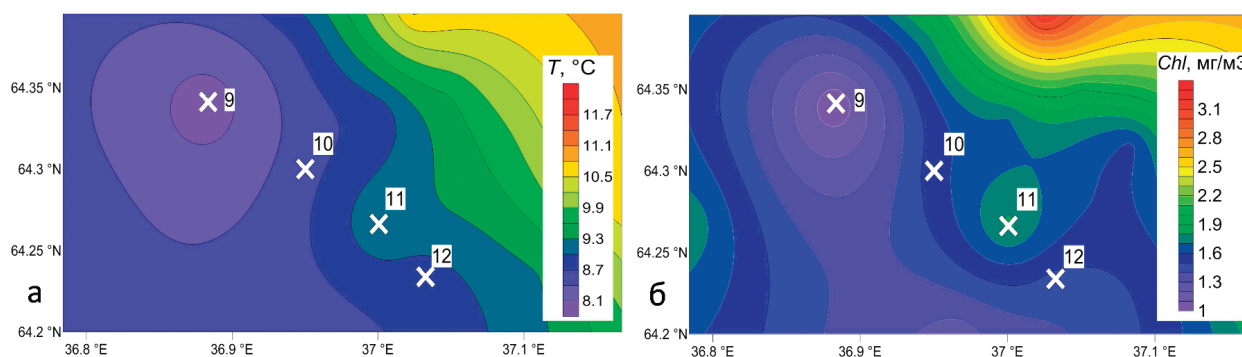 T, °C
11.7
11.1
10.5
9.9
9.3
8.7
8.1
64.35
64.3
64.25 °N
64.2 °N
36.8 °E
36.9 °E
37 °E
37.1 °E
9
10
11
12
а
Chl, мг/м3
3.1
2.8
2.5
2.2
1.9
1.6
1.3
1
64.35 °N
64.3 °N
64.25 °N
64.2 °N
36.8 °E
36.9 °E
37 °E
37.1 °E
9
10
11
12
б